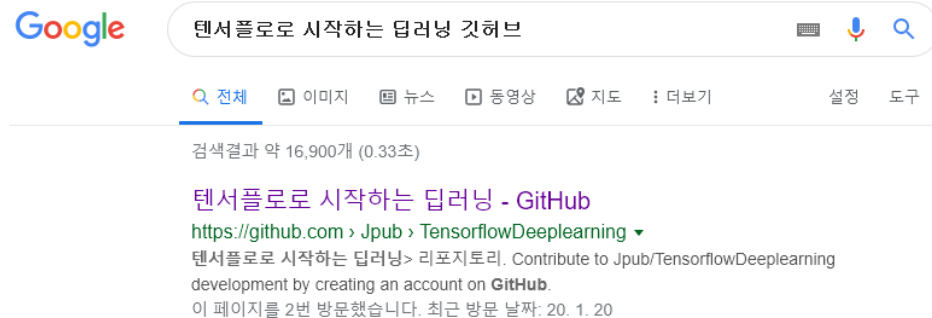 Google
텐서플로로 시작하는 딥러닝 깃허브
전체 이미지 뉴스 동영상 지도 더보기 설정 도구
검색결과 약 16,900개 (0.33초)
텐서플로로 시작하는 딥러닝 - GitHub
https://github.com › Jpub › TensorflowDeeplearning
텐서플로로 시작하는 딥러닝> 리포지토리. Contribute to Jpub/TensorflowDeeplearning
development by creating an account on GitHub.
이 페이지를 2번 방문했습니다. 최근 방문 날짜: 20. 1. 20